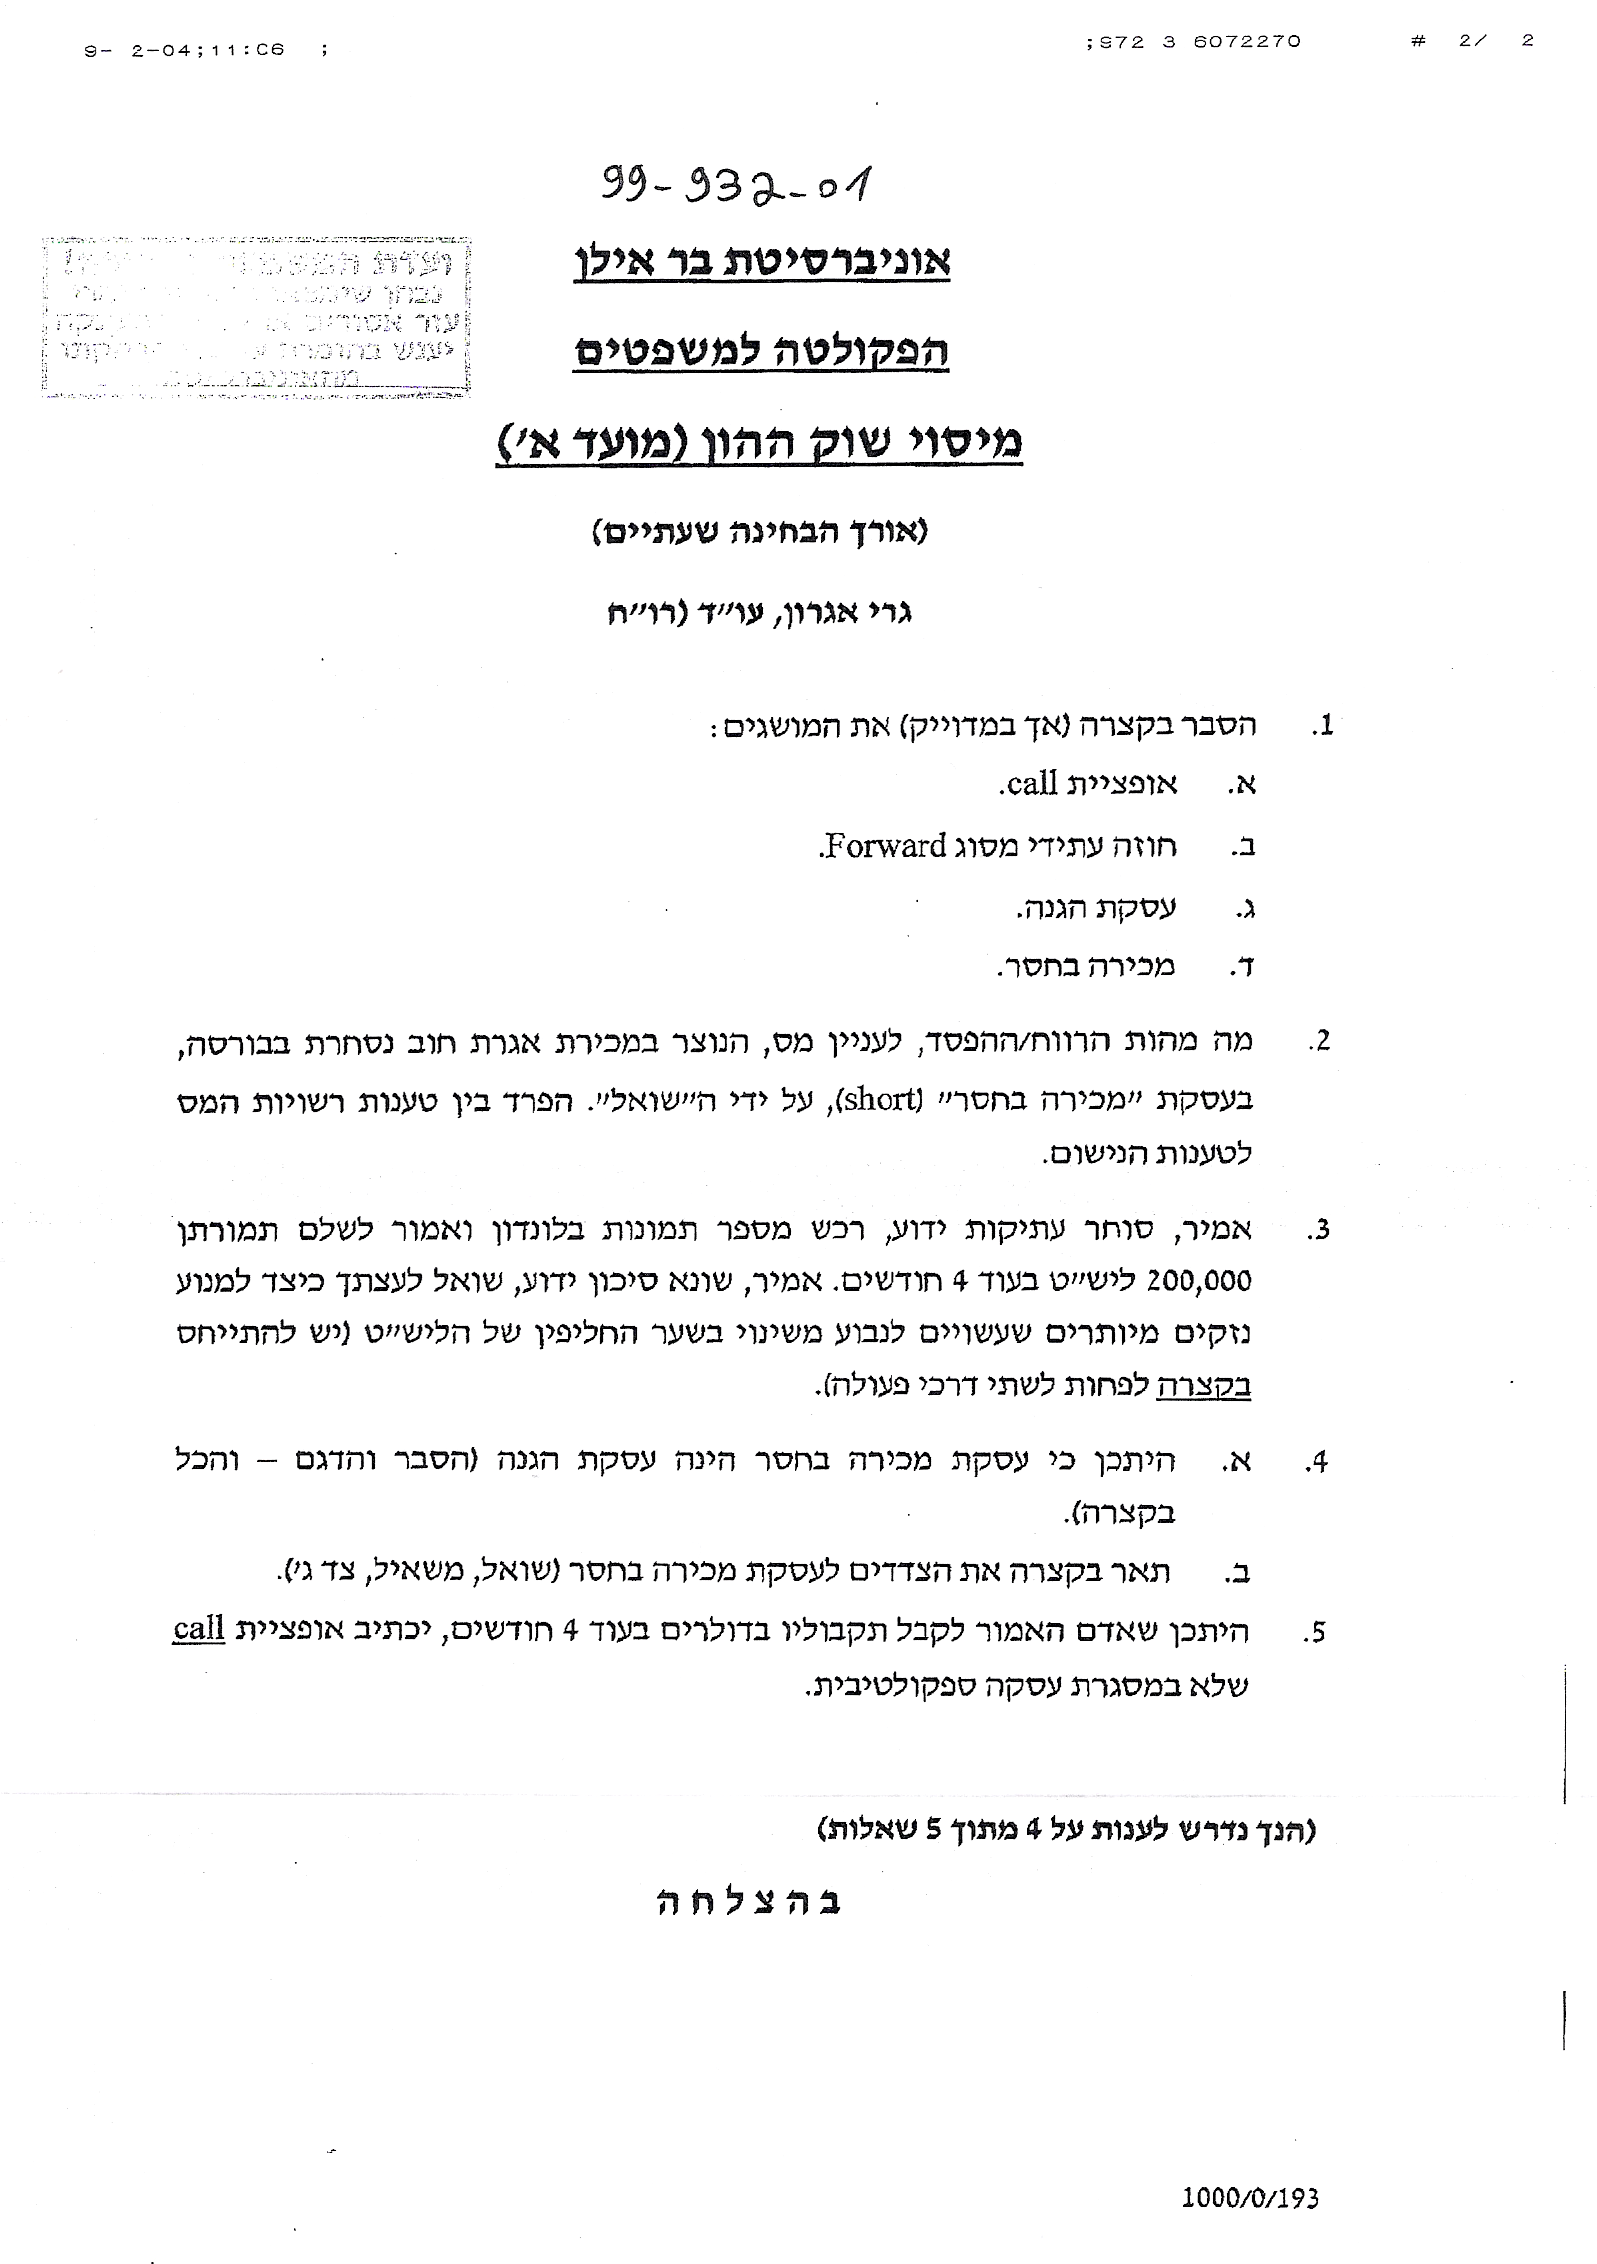 9- 2-04;11:C6 ; ;972 3 6072270 # 2/ 2
99-932-01
אוניברסיטת בר אילן
הפקולטה למשפטים
מיסוי שוק ההון (מועד א׳)
(אורך הבחינה שעתיים)
גרי אגרון, עו״ד (רו״ח
1. הסבר בקצרה (אך במדוייק) את המושגים:
א. אופציית call.
ב. חוזה עתידי מסוג Forward.
ג. עסקת הגנה.
ד. מכירה בחסר.
2. מה מהות הרווח/ההפסד, לעניין מס, הנוצר במכירת אגרת חוב נסחרת בבורסה,
בעסקת ״מכירה בחסר״ (short), על ידי ה״שואל״. הפרד בין טענות רשויות המס
לטענות הנישום.
3. אמיר, סוחר עתיקות ידוע, רכש מספר תמונות בלונדון ואמור לשלם תמורתן
200,000 ליש״ט בעוד 4 חודשים. אמיר, שונא סיכון ידוע, שואל לעצתך כיצד למנוע
נזקים מיותרים שעשויים לנבוע משינוי בשער החליפין של הליש״ט (יש להתייחס
בקצרה לפחות לשתי דרכי פעולה).
4. א. היתכן כי עסקת מכירה בחסר הינה עסקת הגנה (הסבר והדגם – והכל
בקצרה).
ב. תאר בקצרה את הצדדים לעסקת מכירה בחסר (שואל, משאיל, צד ג׳).
5. היתכן שאדם האמור לקבל תקבוליו בדולרים בעוד 4 חודשים, יכתיב אופציית call
שלא במסגרת עסקה ספקולטיבית.
(הנך נדרש לענות על 4 מתוך 5 שאלות)
ב ה צ ל ח ה
1000/0/193